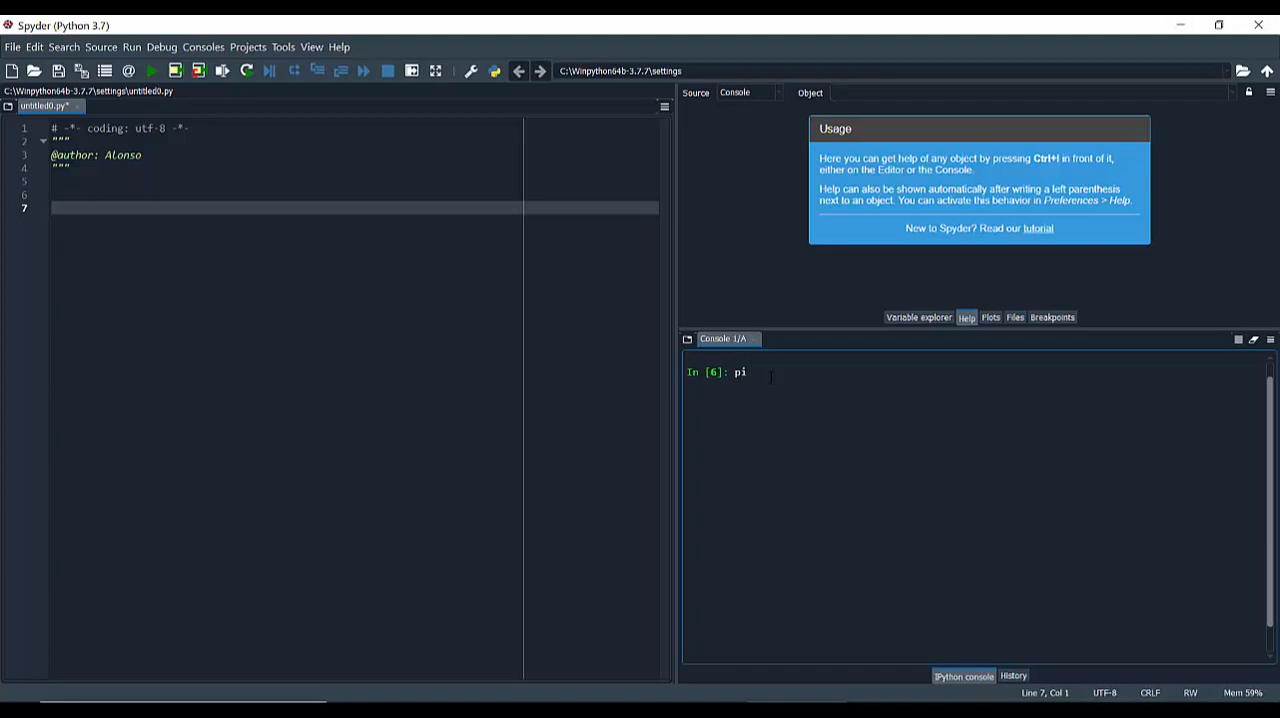 Spyder (Python 3.7)
File Edit Search Source Run Debug Consoles Projects Tools View Help
C:\Winpython64b-3.7.7\settings
C:\Winpython64b-3.7.7\settings\untitled0.py
untitled0.py*
1 # -*- coding: utf-8 -*-
2 """
3 @author: Alonso
4 """
5
6
7
Source Console Object
Usage
Here you can get help of any object by pressing Ctrl+I in front of it,
either on the Editor or the Console.
Help can also be shown automatically after writing a left parenthesis
next to an object. You can activate this behavior in Preferences > Help.
New to Spyder? Read our tutorial
Variable explorer Help Plots Files Breakpoints
Console 1/A
In [6]: pi
IPython console History
Line 7, Col 1 UTF-8 CRLF RW Mem 59%